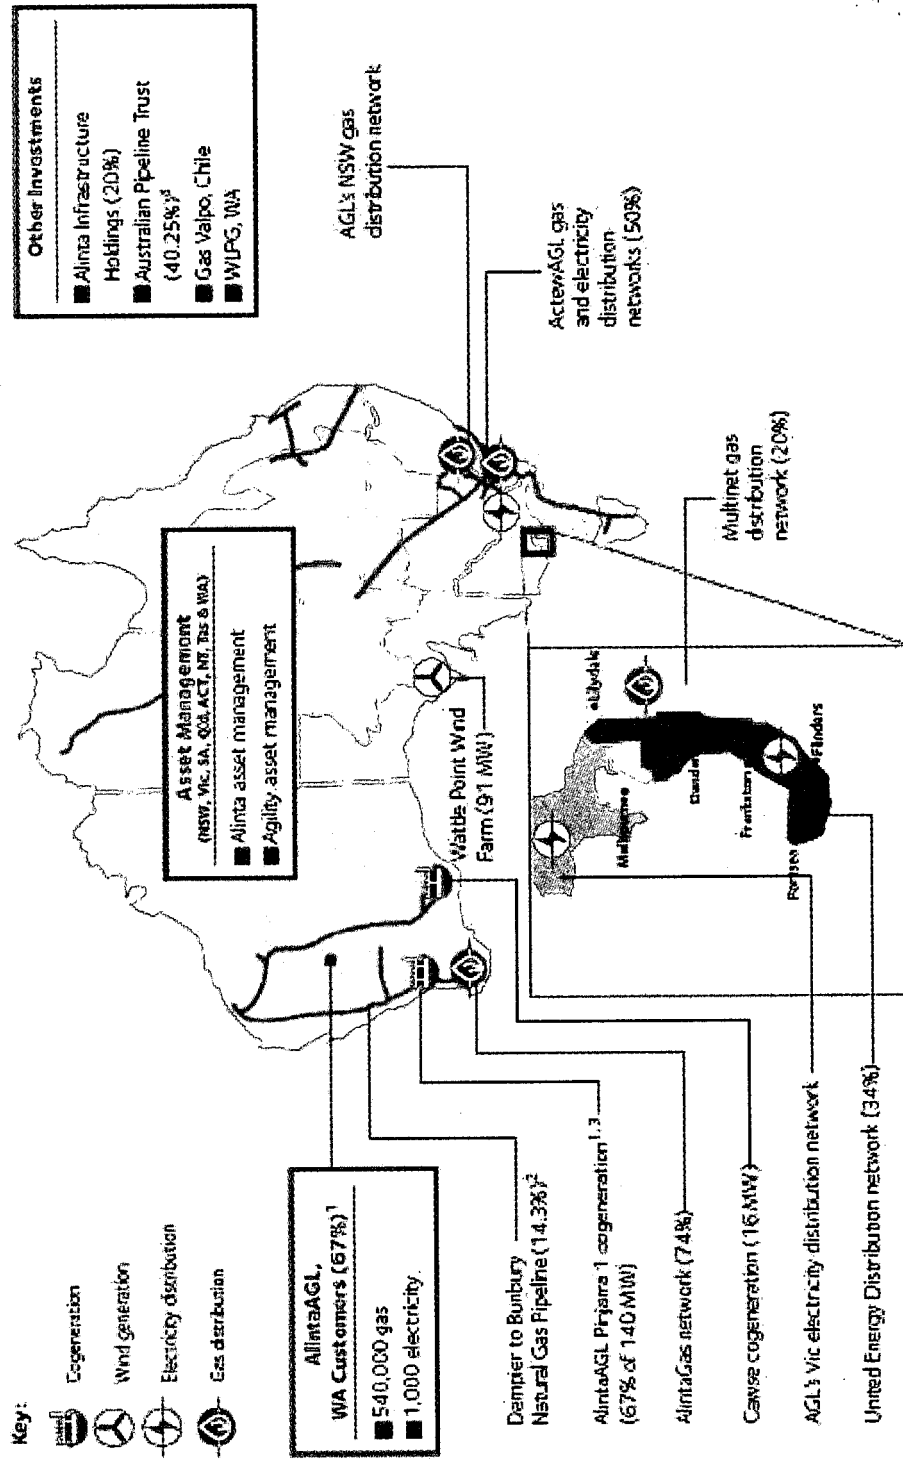 Key:
Cogeneration
Wind generation
Electricity distribution
Gas distribution
AlintaAGL,
WA Customers (67%)¹
540,000 gas
1,000 electricity
Dampier to Bunbury
Natural Gas Pipeline (14.3%)²
AlintaAGL Pinjarra 1 cogeneration¹·³
(67% of 140 MW)
AlintaGas network (74%)
Cawse cogeneration (16 MW)
AGL's Vic electricity distribution network
United Energy Distribution network (34%)
Asset Management
(NSW, Vic, SA, Qld, ACT, NT, Tas & WA)
Alinta asset management
Agility asset management
Wattle Point Wind
Farm (91 MW)
Other Investments
Alinta Infrastructure
Holdings (20%)
Australian Pipeline Trust
(40.25%)
Gas Valpo, Chile
WLPG, WA
AGL's NSW gas
distribution network
ActewAGL gas
and electricity
distribution
networks (50%)
Multinet gas
distribution
network (20%)
Lilydale
Melbourne
Frankston
Portsea
Flinders